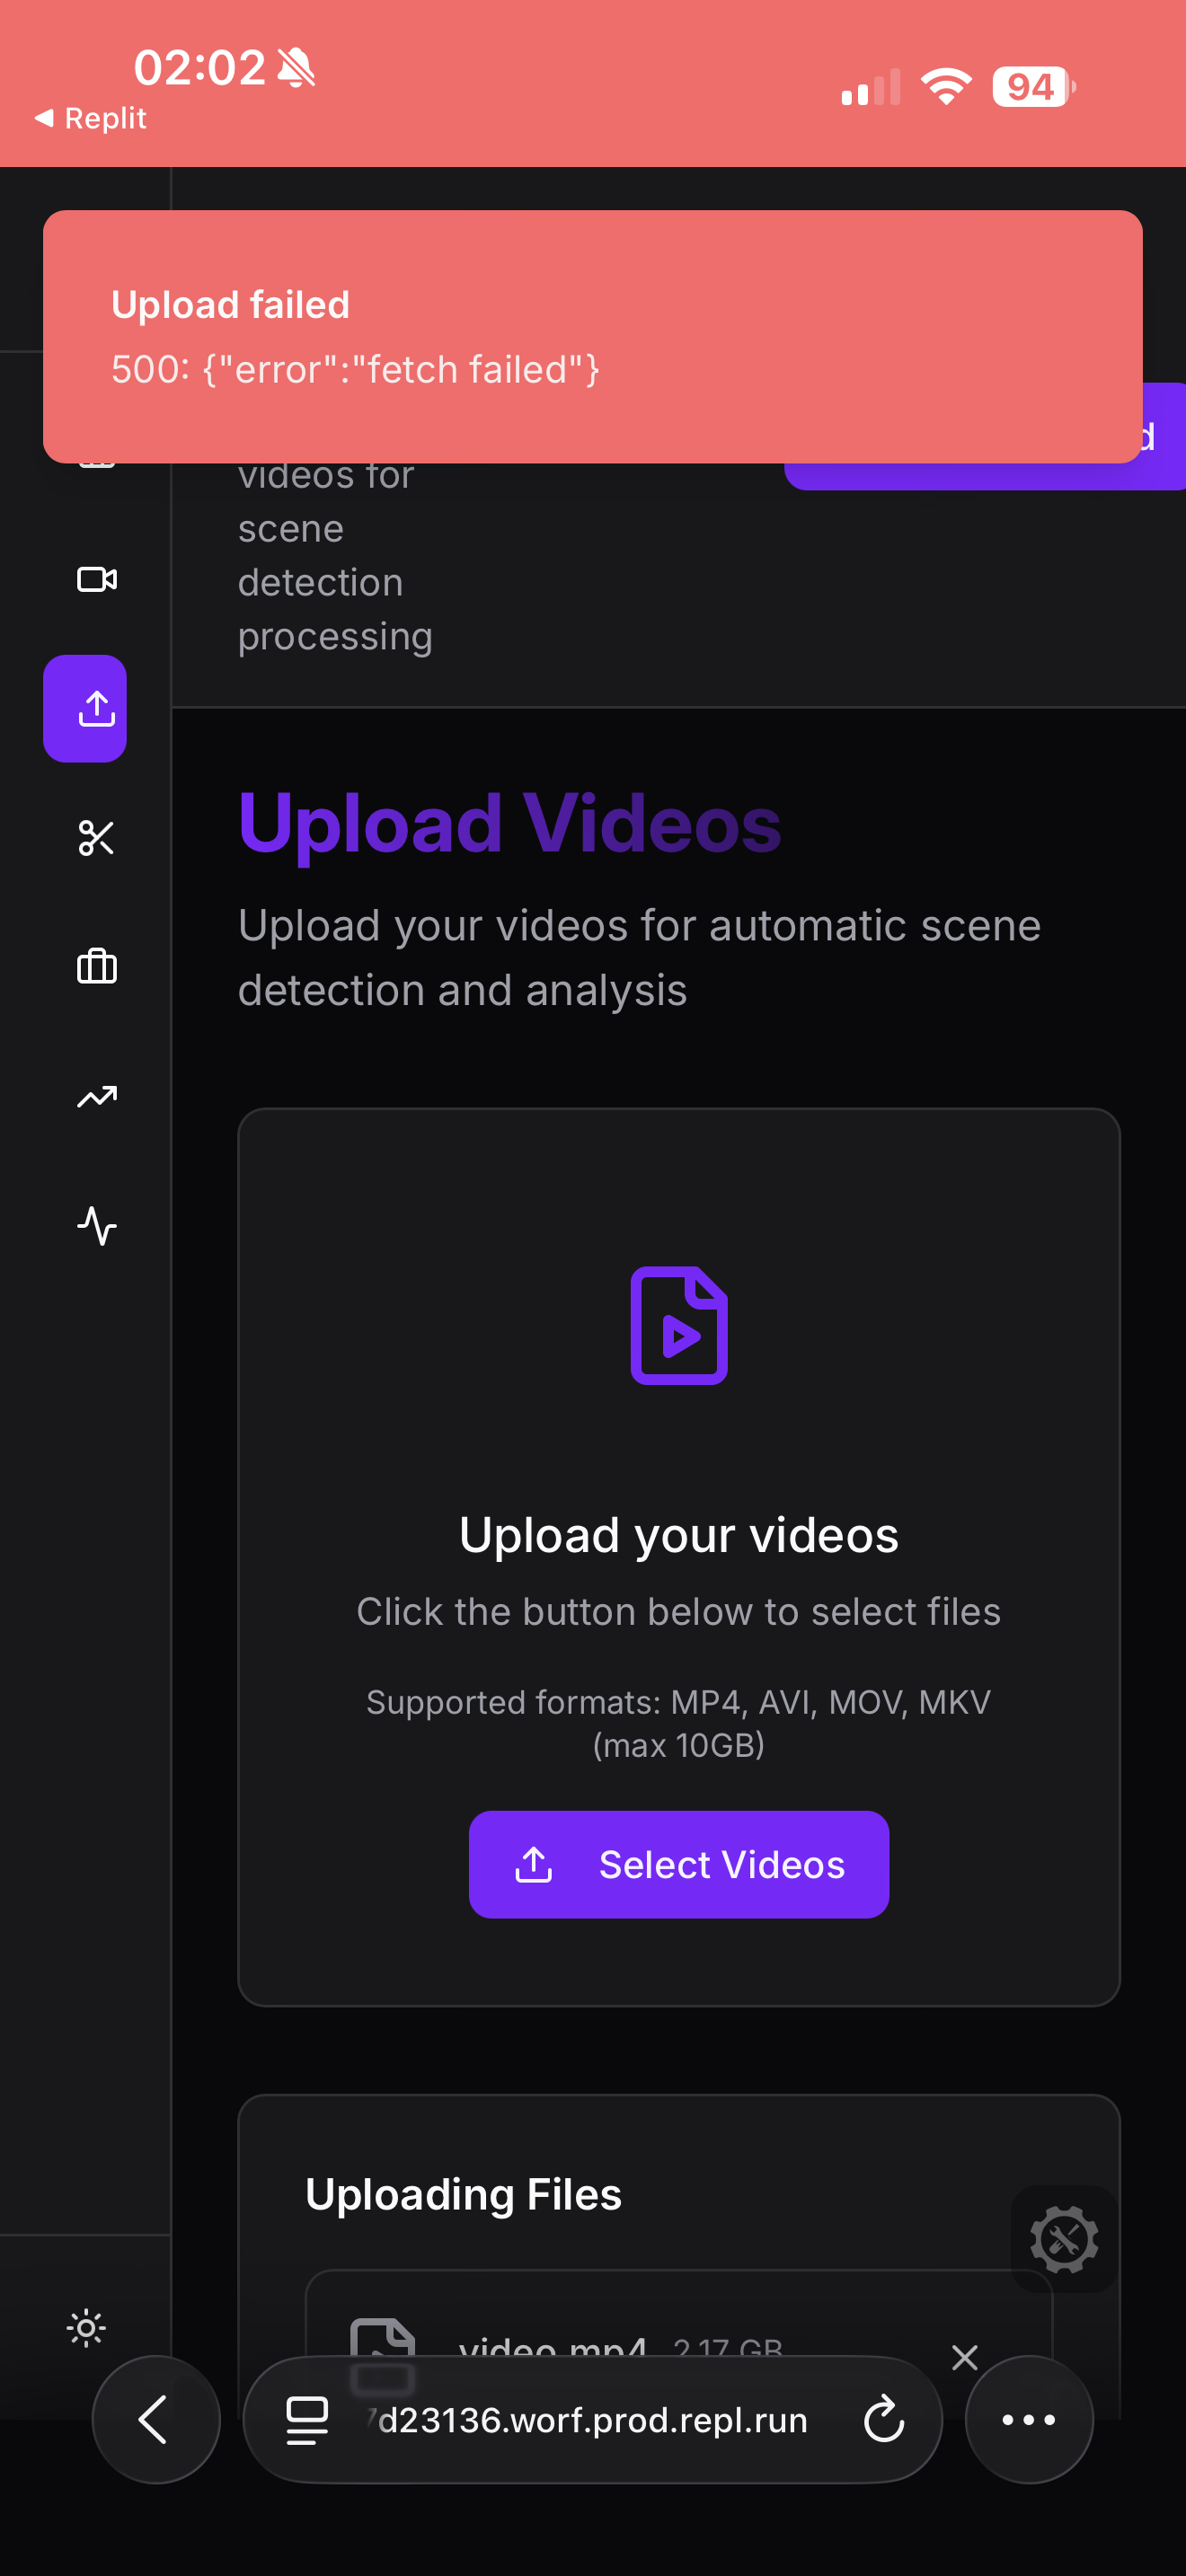 02:02
94
◀ Replit
Upload failed
500: {"error":"fetch failed"}
d
videos for
scene
detection
processing
Upload Videos
Upload your videos for automatic scene
detection and analysis
Upload your videos
Click the button below to select files
Supported formats: MP4, AVI, MOV, MKV
(max 10GB)
Select Videos
Uploading Files
video.mp4 2.17 GB
7d23136.worf.prod.repl.run